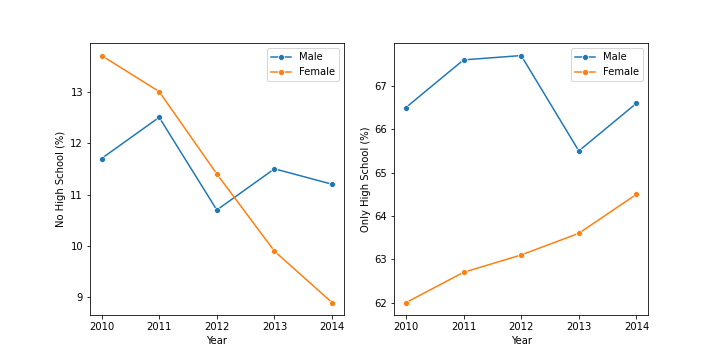 Male
Female
No High School (%)
13
12
11
10
9
2010 2011 2012 2013 2014
Year
Male
Female
Only High School (%)
67
66
65
64
63
62
2010 2011 2012 2013 2014
Year